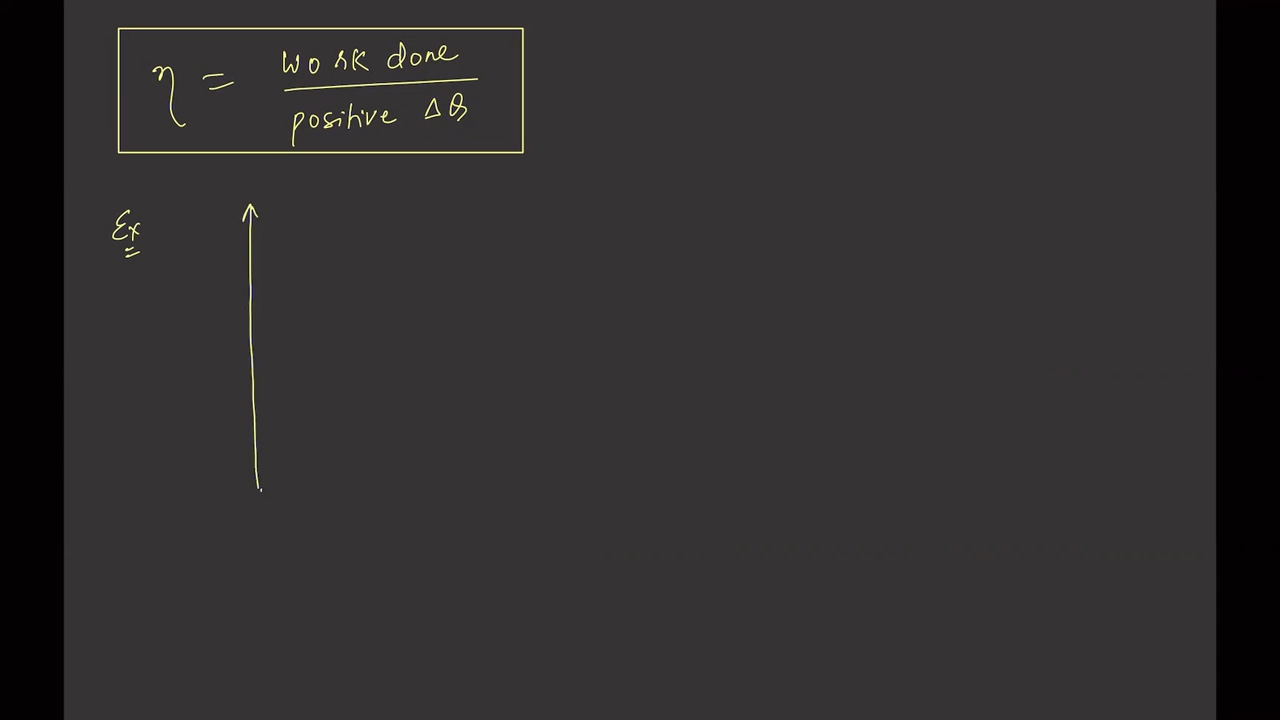 η = work done / positive ΔQ
Ex